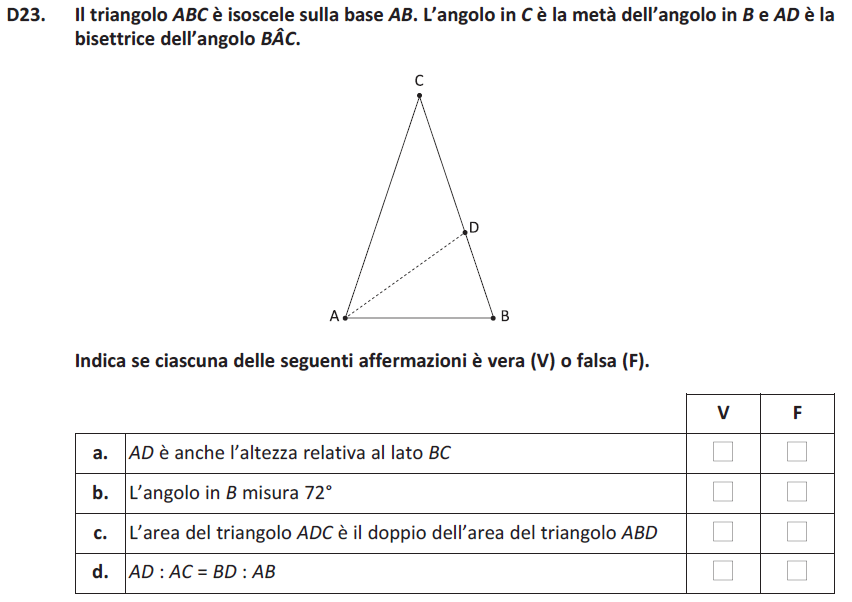 D23. Il triangolo ABC è isoscele sulla base AB. L’angolo in C è la metà dell’angolo in B e AD è la
bisettrice dell’angolo BÂC.
C
D
A
B
Indica se ciascuna delle seguenti affermazioni è vera (V) o falsa (F).
V F
a. AD è anche l’altezza relativa al lato BC
b. L’angolo in B misura 72°
c. L’area del triangolo ADC è il doppio dell’area del triangolo ABD
d. AD : AC = BD : AB